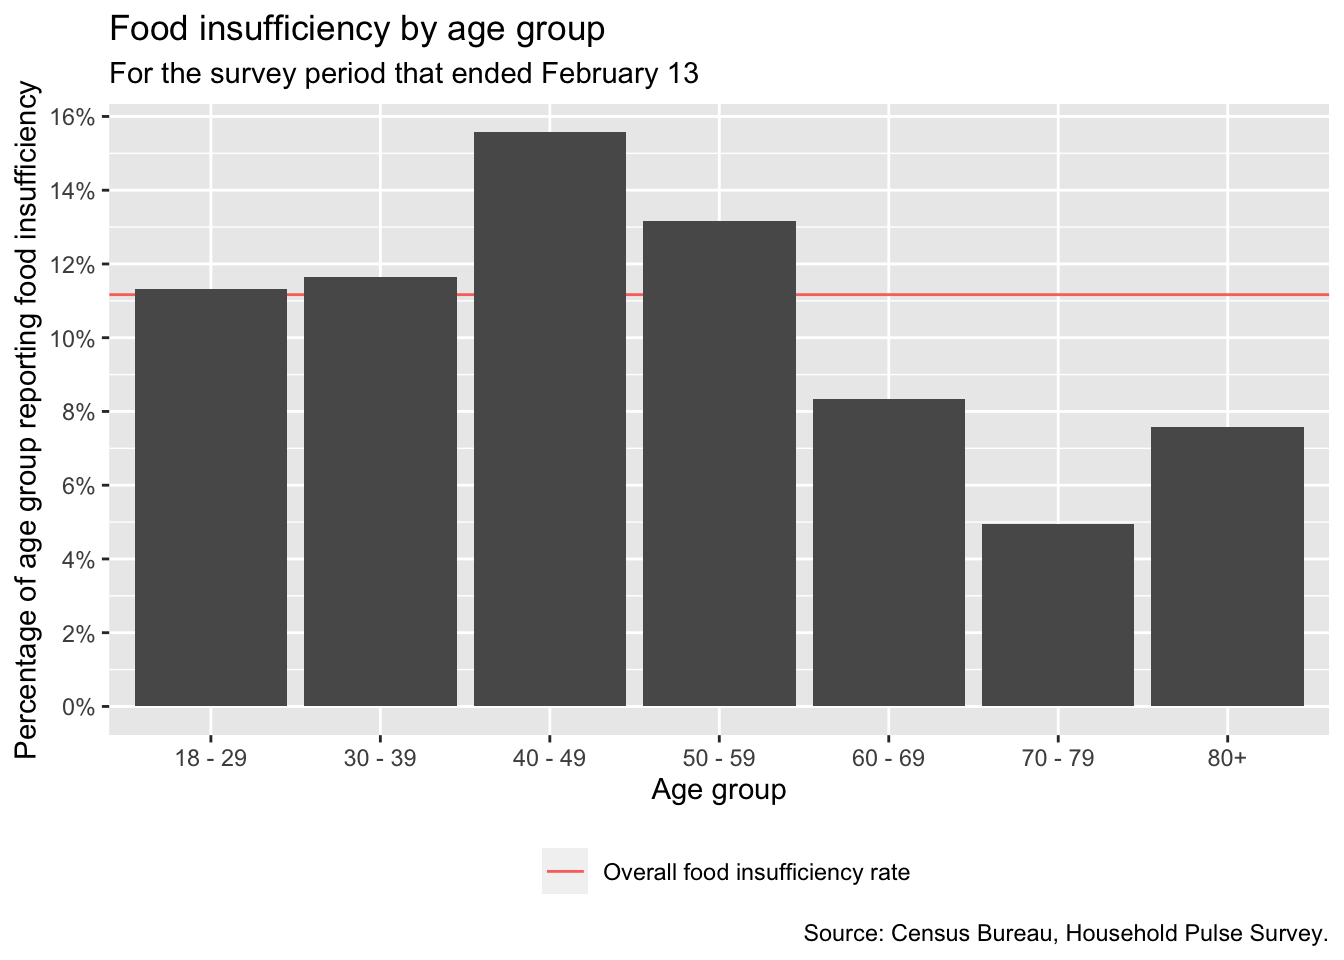 Food insufficiency by age group
For the survey period that ended February 13
Percentage of age group reporting food insufficiency
16%
14%
12%
10%
8%
6%
4%
2%
0%
18 - 29
30 - 39
40 - 49
50 - 59
60 - 69
70 - 79
80+
Age group
Overall food insufficiency rate
Source: Census Bureau, Household Pulse Survey.